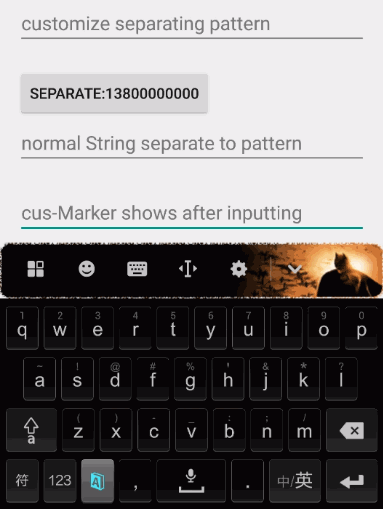 customize separating pattern
SEPARATE:13800000000
normal String separate to pattern
cus-Marker shows after inputting
1 2 3 4 5 6 7 8 9 0
q w e r t y u i o p
~ ! @ # % ' & * ?
a s d f g h j k l
( ) - _ : ; /
z x c v b n m
a
符 123 A , . 中/英